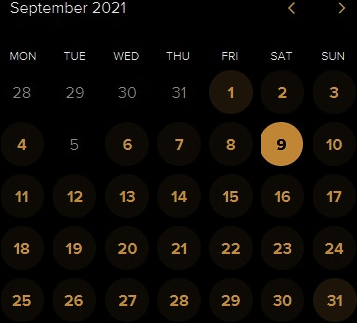 September 2021
MON TUE WED THU FRI SAT SUN
28 29 30 31 1 2 3
4 5 6 7 8 9 10
11 12 13 14 15 16 17
18 19 20 21 22 23 24
25 26 27 28 29 30 31